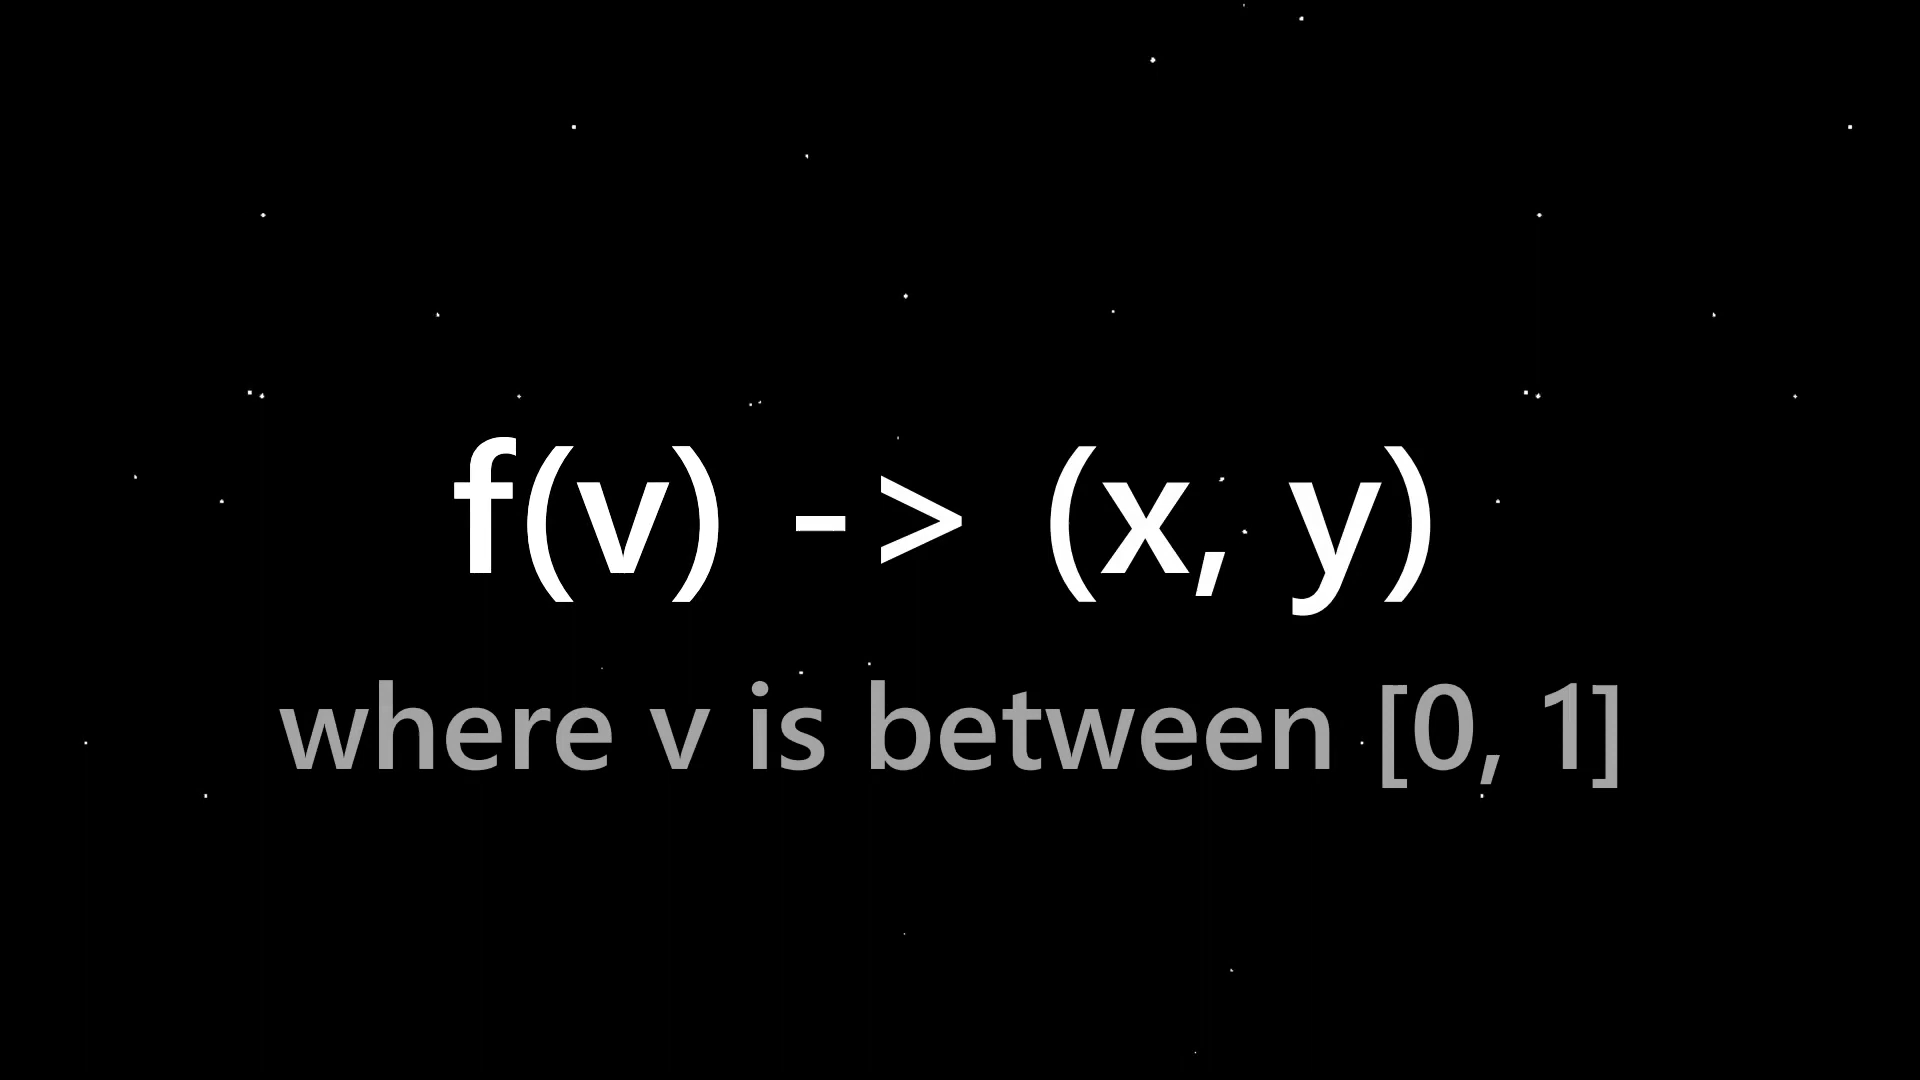 f(v) -> (x, y)
where v is between [0, 1]